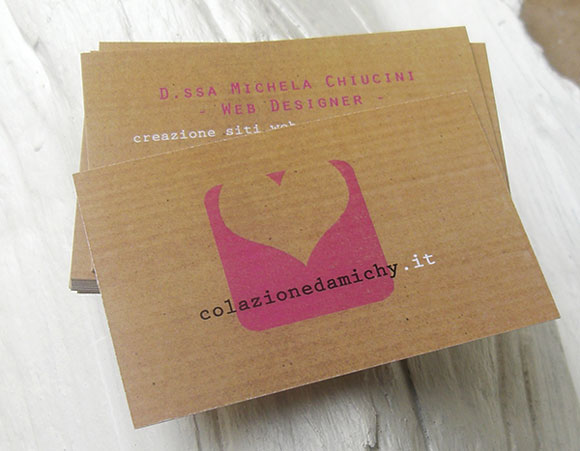 D.ssa Michela Chiucini
- Web Designer -
creazione siti web
colazionedamichy.it